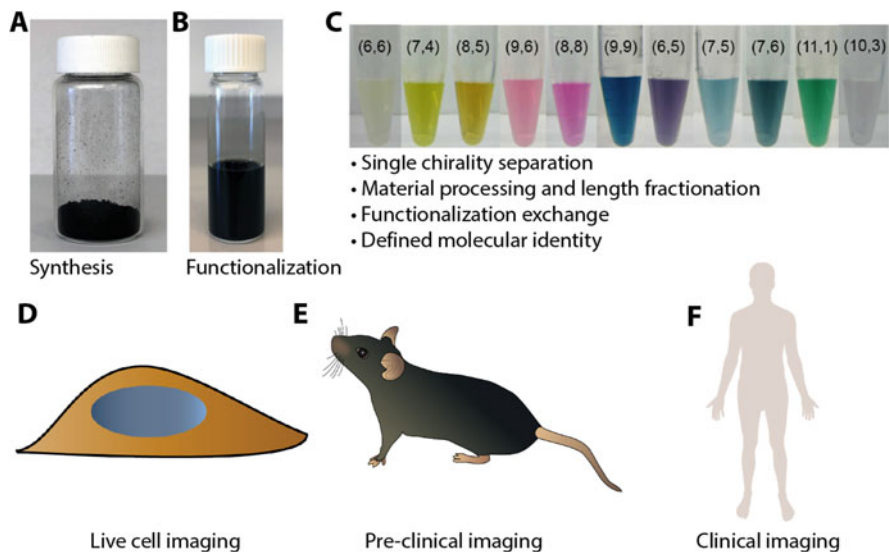 A
B
C
(6,6) (7,4) (8,5) (9,6) (8,8) (9,9) (6,5) (7,5) (7,6) (11,1) (10,3)
• Single chirality separation
• Material processing and length fractionation
• Functionalization exchange
• Defined molecular identity
Synthesis
Functionalization
D
E
F
Live cell imaging
Pre-clinical imaging
Clinical imaging